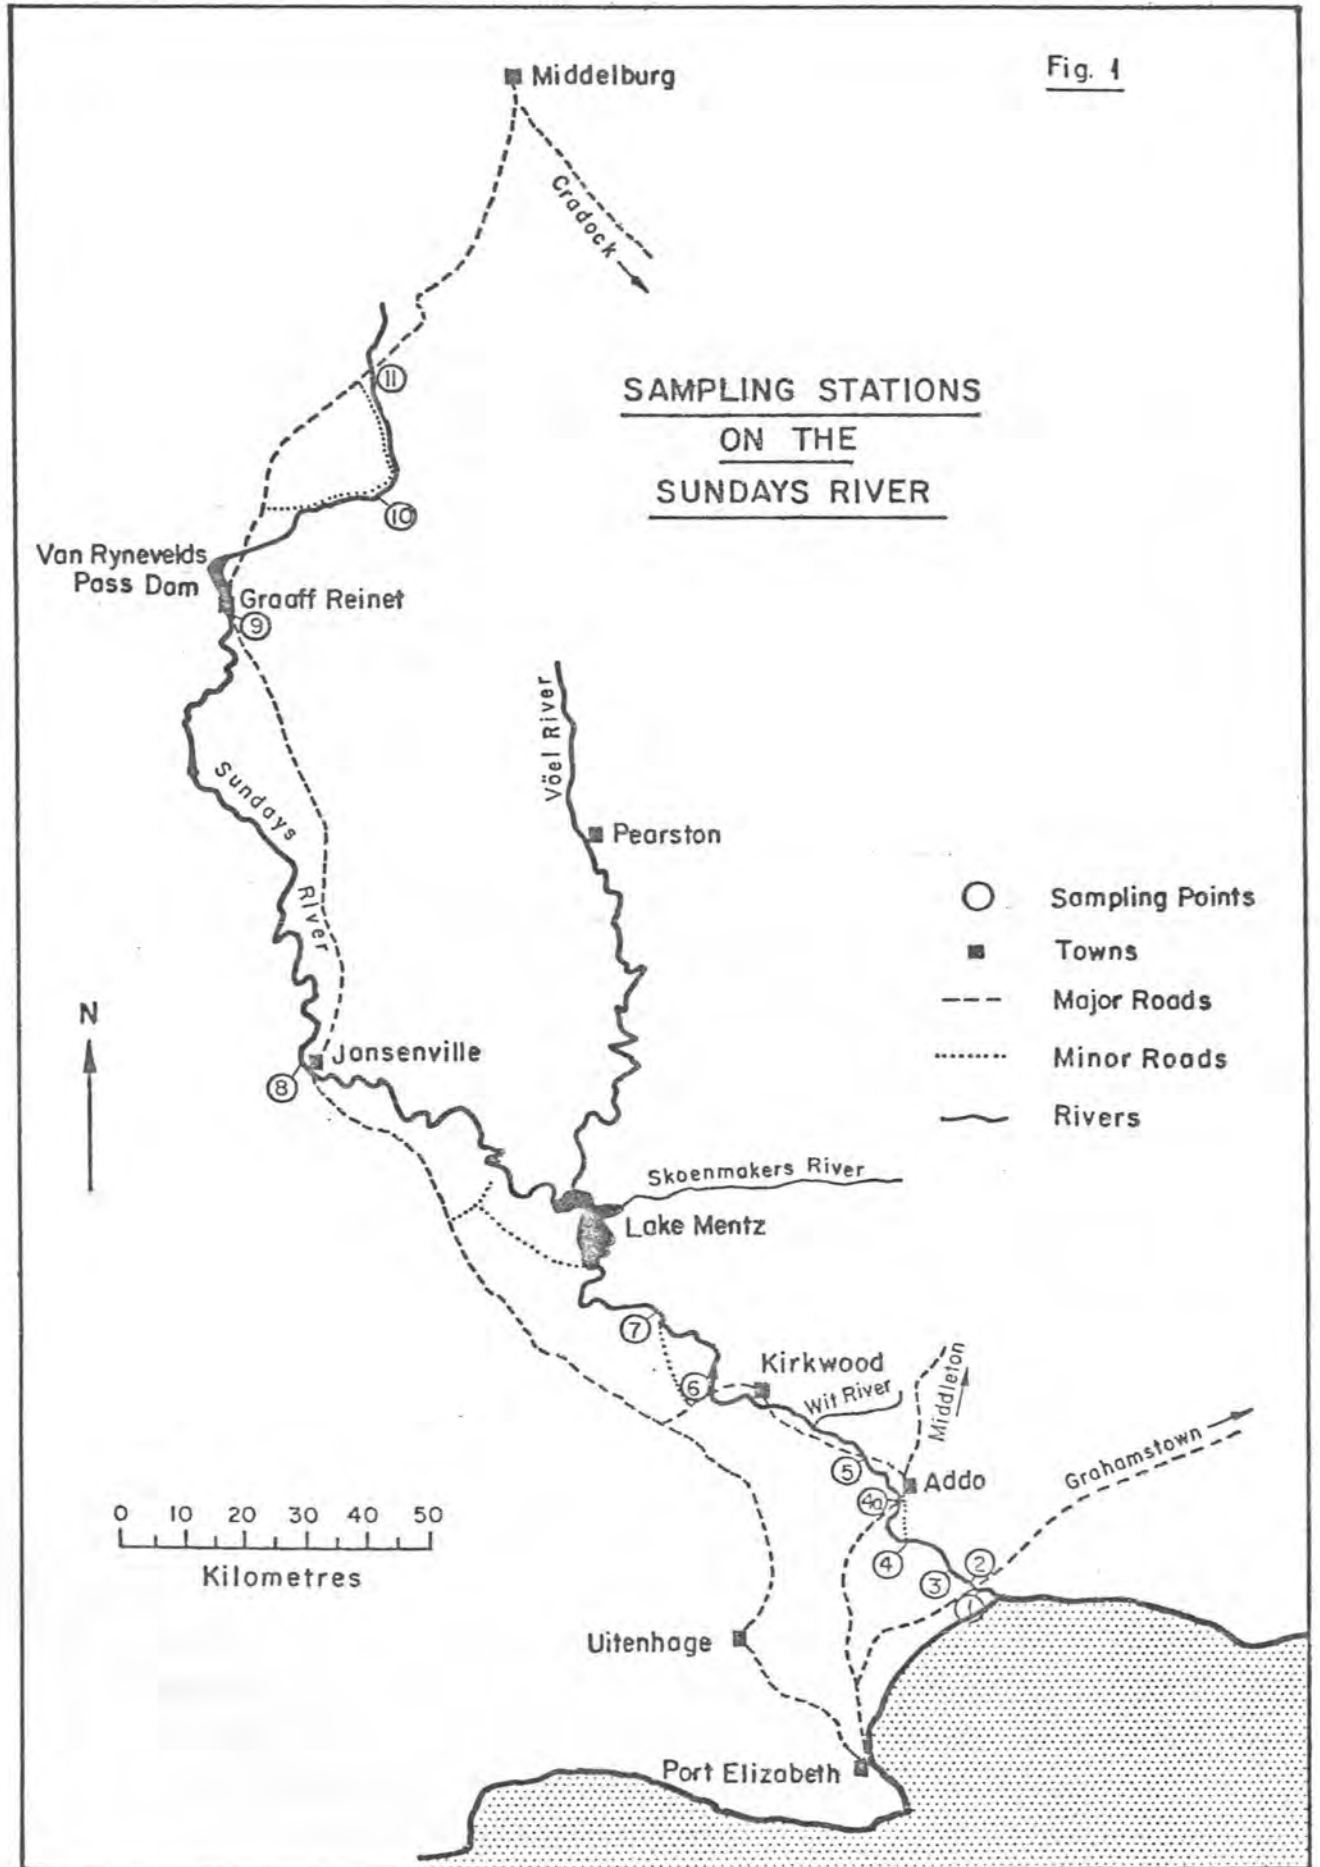 Fig. 1
Middelburg
Cradock
SAMPLING STATIONS
ON THE
SUNDAYS RIVER
11
10
Van Rynevelds
Pass Dam
Graaff Reinet
9
Vöel River
Sundays
River
Pearston
Sampling Points
Towns
Major Roads
Minor Roads
Rivers
N
Jansenville
8
Skoenmakers River
Lake Mentz
7
Kirkwood
6
Wit River
Middleton
Grahamstown
5
Addo
4a
4
3
2
1
0 10 20 30 40 50
Kilometres
Uitenhage
Port Elizabeth